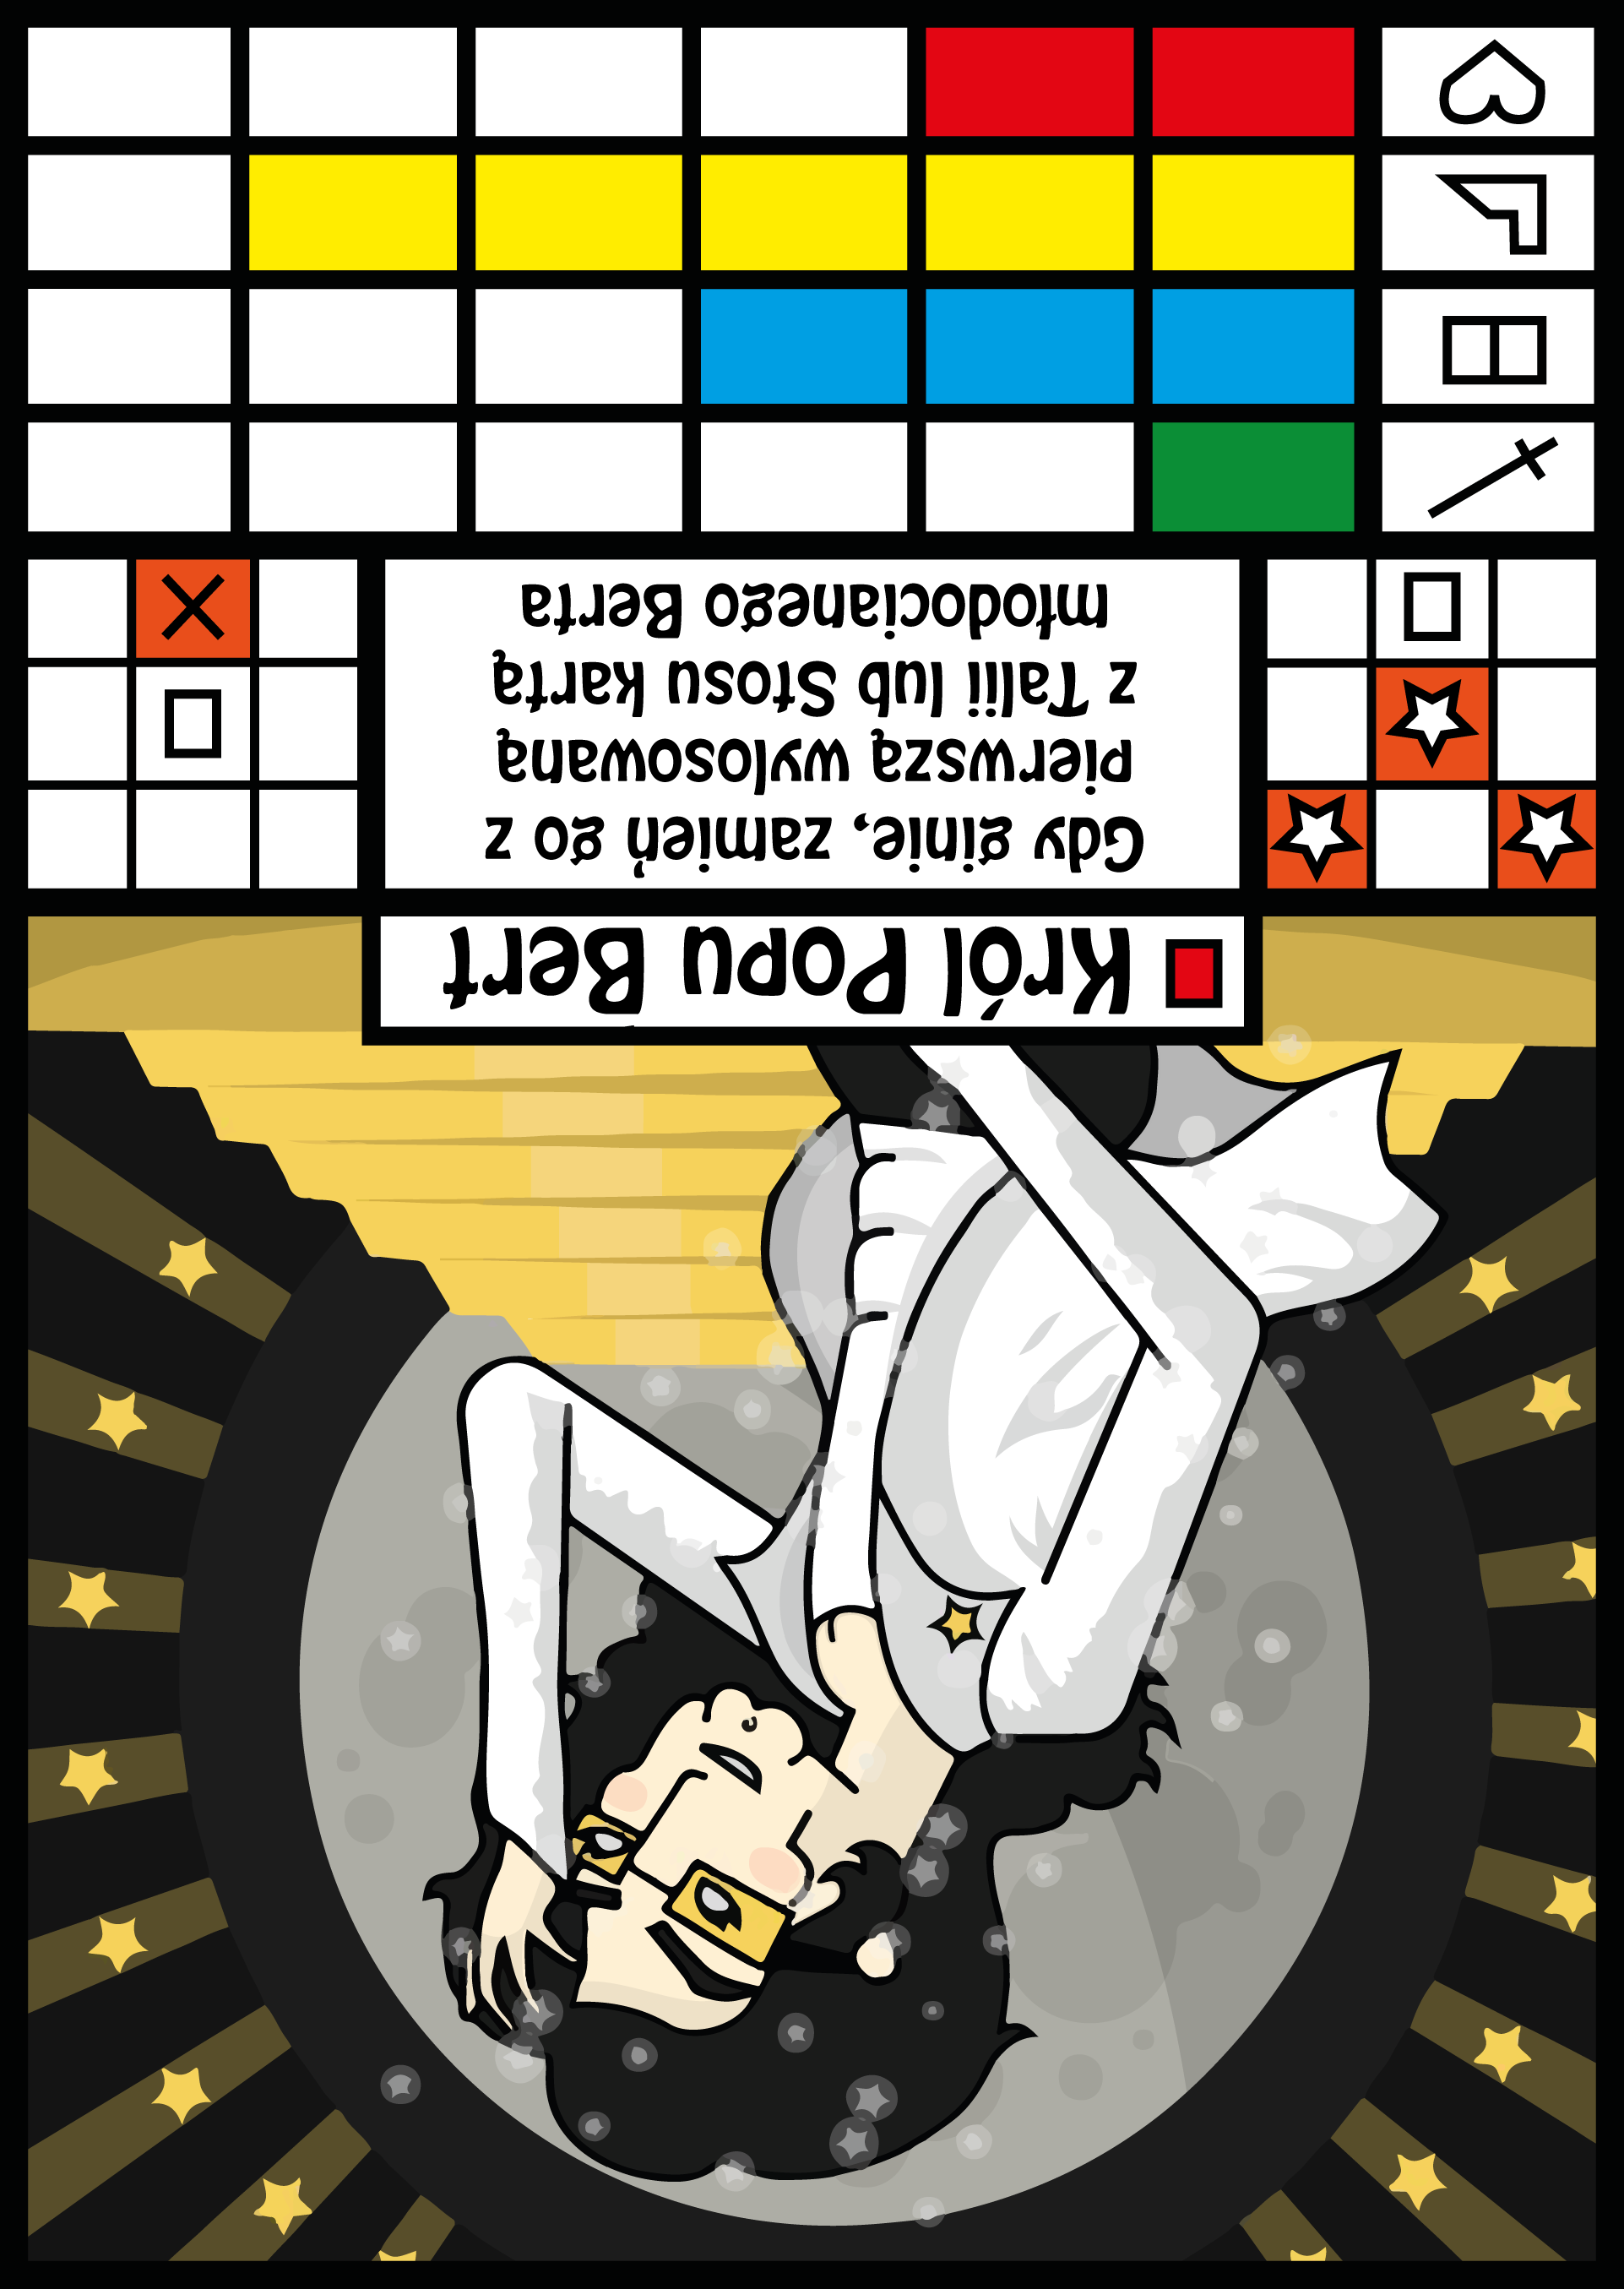 Król Popu Bert
Gdy ginie, zamień go z
pierwszą wylosowaną
z Talii lub Stosu kartą
młodocianego Berta